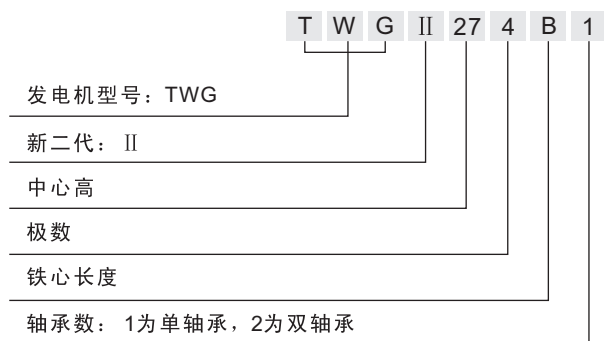 T W G II 27 4 B 1
发电机型号：TWG
新二代：II
中心高
极数
铁心长度
轴承数：1为单轴承，2为双轴承